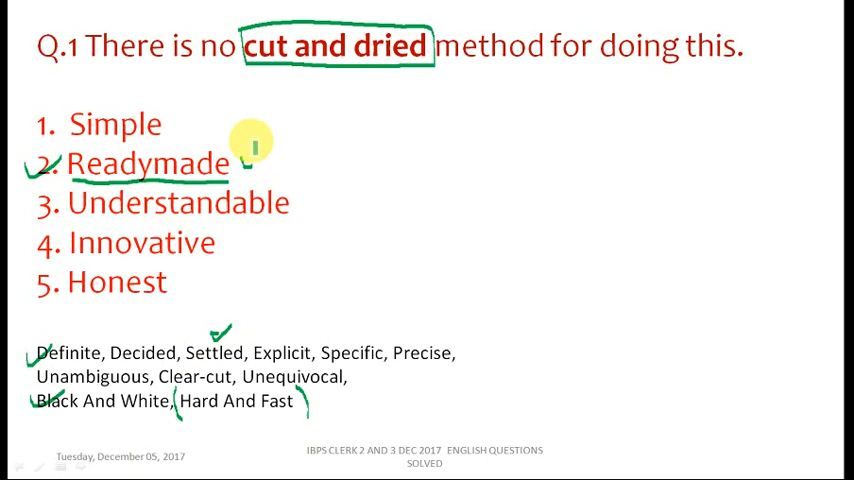 Q.1 There is no cut and dried method for doing this.
1. Simple
2. Readymade
3. Understandable
4. Innovative
5. Honest
Definite, Decided, Settled, Explicit, Specific, Precise,
Unambiguous, Clear-cut, Unequivocal,
Black And White, Hard And Fast
Tuesday, December 05, 2017
IBPS CLERK 2 AND 3 DEC 2017 ENGLISH QUESTIONS
SOLVED